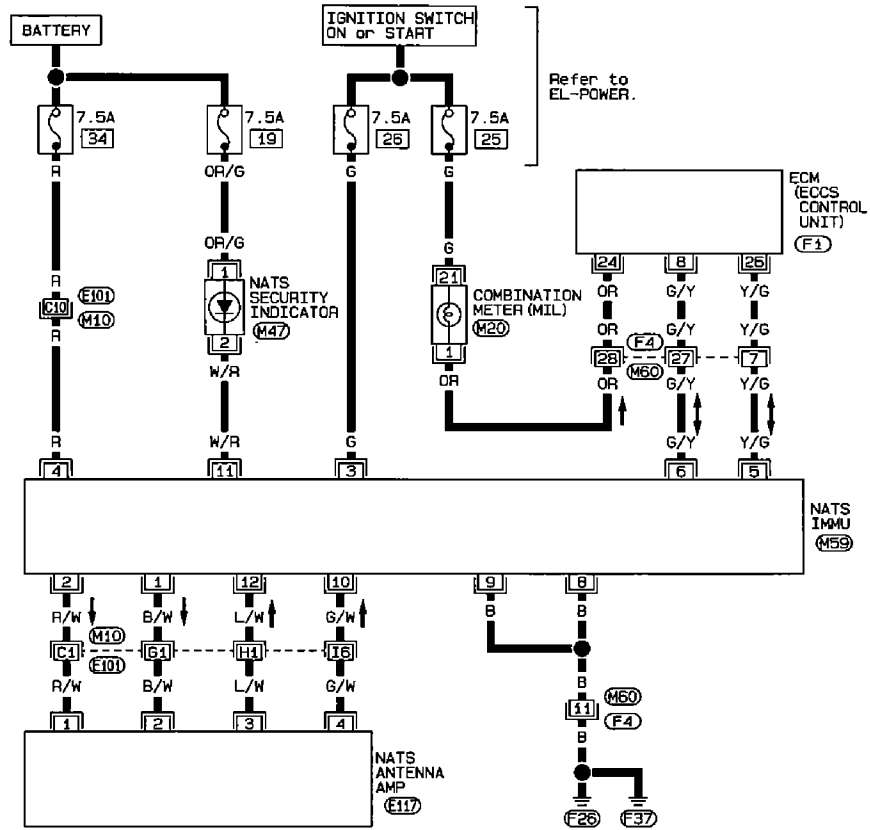 BATTERY
IGNITION SWITCH
ON or START
Refer to
EL-POWER.
7.5A
34
7.5A
19
7.5A
26
7.5A
25
R
OR/G
G
G
ECM
(ECCS
CONTROL
UNIT)
F1
OR/G
G
24
8
25
R
1
21
OR
G/Y
Y/G
C10
E101
M10
NATS
SECURITY
INDICATOR
M47
COMBINATION
METER (MIL)
M20
OR
G/Y
Y/G
R
2
1
28
F4
M60
27
7
W/R
OR
OR
G/Y
Y/G
R
W/R
G
G/Y
Y/G
4
11
3
6
5
NATS
IMMU
M59
2
1
12
10
9
8
R/W
B/W
L/W
G/W
B
B
M10
C1
E101
G1
H1
I6
R/W
B/W
L/W
G/W
B
11
M60
F4
1
2
3
4
B
NATS
ANTENNA
AMP
E117
F26
F37